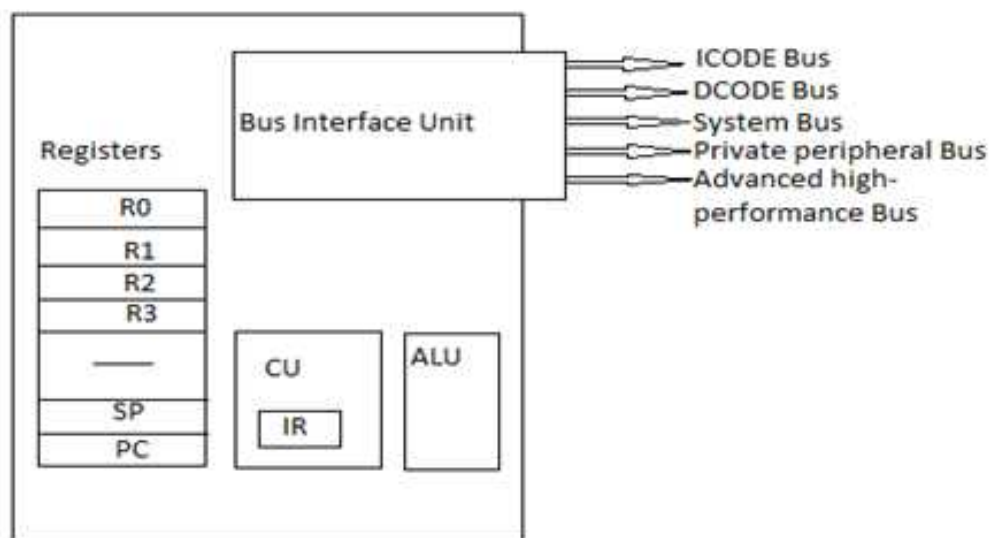 ICODE Bus
DCODE Bus
Bus Interface Unit
System Bus
Private peripheral Bus
Advanced high-
performance Bus
Registers
R0
R1
R2
R3
SP
PC
CU
IR
ALU